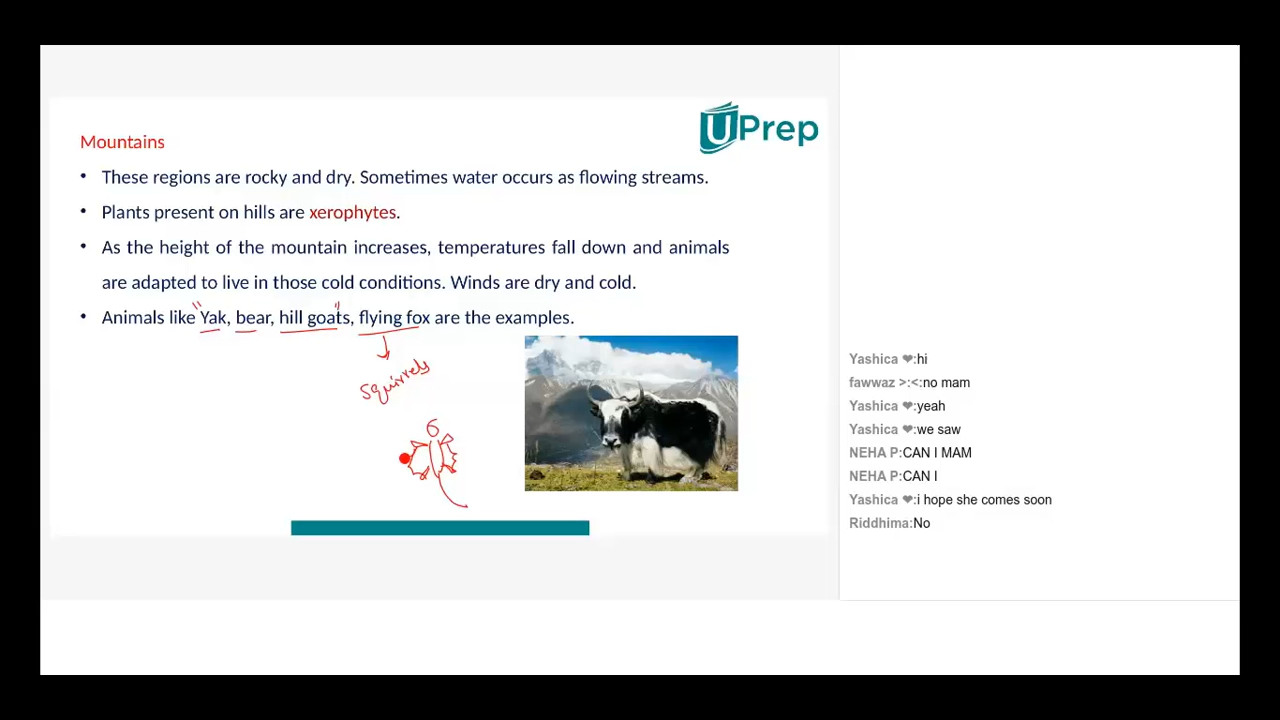 UPrep
Mountains
• These regions are rocky and dry. Sometimes water occurs as flowing streams.
• Plants present on hills are xerophytes.
• As the height of the mountain increases, temperatures fall down and animals
are adapted to live in those cold conditions. Winds are dry and cold.
• Animals like Yak, bear, hill goats, flying fox are the examples.
Squirrels
Yashica ❤:hi
fawwaz >:<:no mam
Yashica ❤:yeah
Yashica ❤:we saw
NEHA P:CAN I MAM
NEHA P:CAN I
Yashica ❤:i hope she comes soon
Riddhima:No